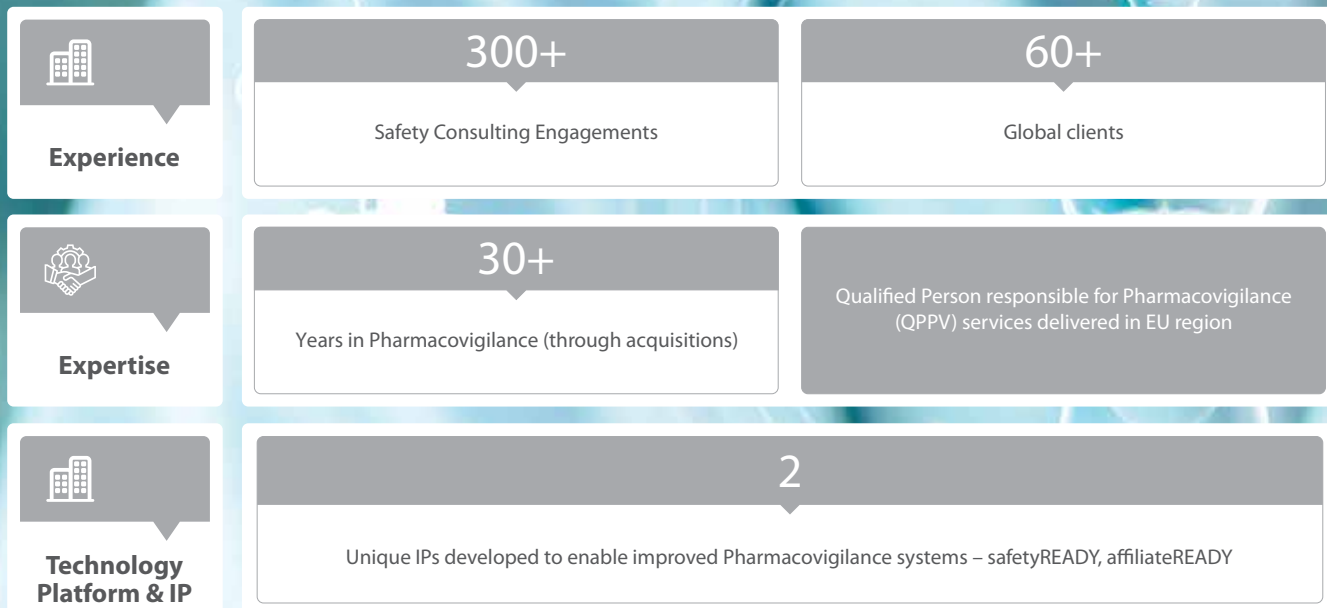 Experience
300+
Safety Consulting Engagements
60+
Global clients
Expertise
30+
Years in Pharmacovigilance (through acquisitions)
Qualified Person responsible for Pharmacovigilance
(QPPV) services delivered in EU region
Technology
Platform & IP
2
Unique IPs developed to enable improved Pharmacovigilance systems – safetyREADY, affiliateREADY